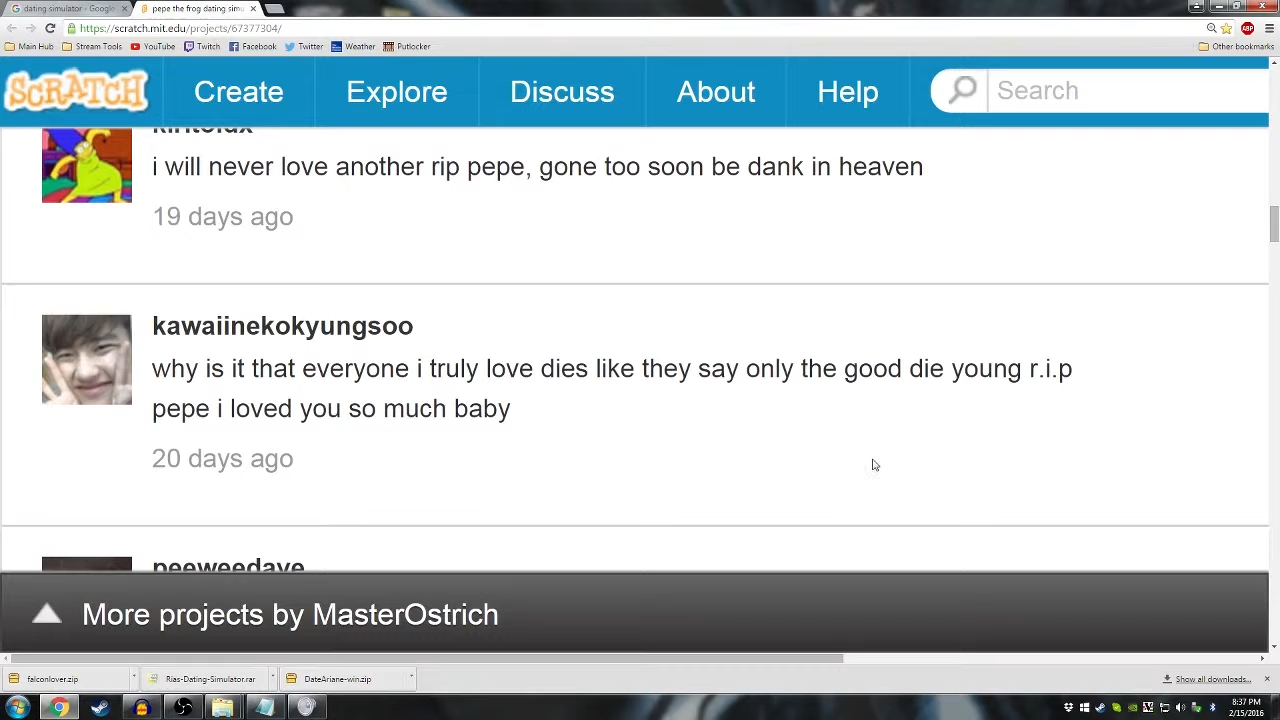 dating simulator - Google
pepe the frog dating simu
https://scratch.mit.edu/projects/67377304/
Main Hub
Stream Tools
YouTube
Twitch
Facebook
Twitter
Weather
Putlocker
Other bookmarks
SCRATCH
Create
Explore
Discuss
About
Help
Search
i will never love another rip pepe, gone too soon be dank in heaven
19 days ago
kawaiinekokyungsoo
why is it that everyone i truly love dies like they say only the good die young r.i.p
pepe i loved you so much baby
20 days ago
peeweedave
More projects by MasterOstrich
falconlover.zip
Rias-Dating-Simulator.rar
DateAriane-win.zip
Show all downloads...
8:37 PM
2/15/2016